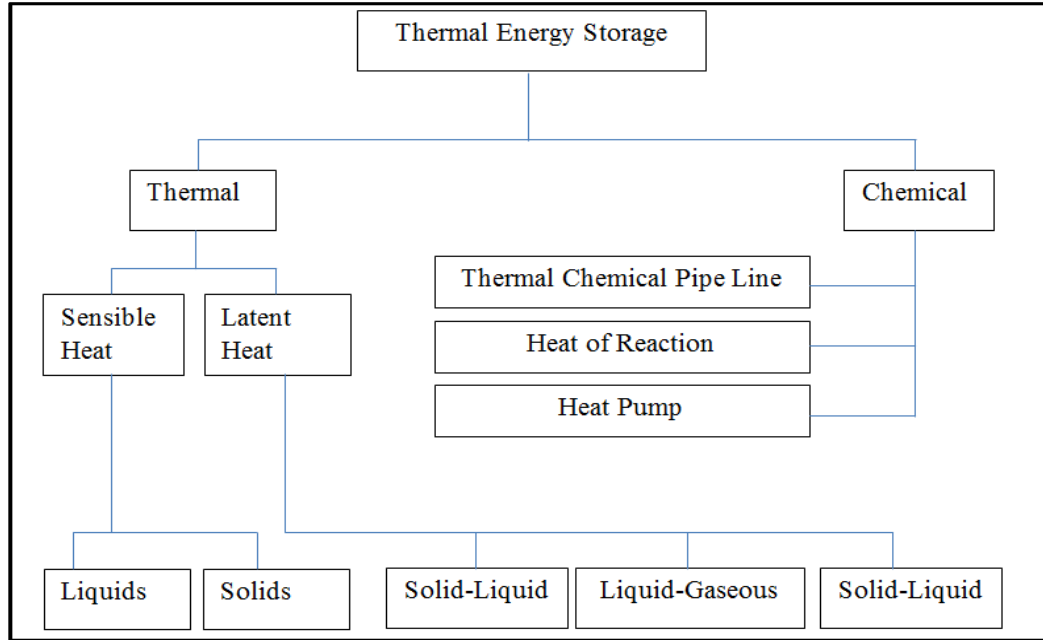 Thermal Energy Storage
Thermal
Chemical
Thermal Chemical Pipe Line
Sensible
Heat
Latent
Heat
Heat of Reaction
Heat Pump
Liquids
Solids
Solid-Liquid
Liquid-Gaseous
Solid-Liquid